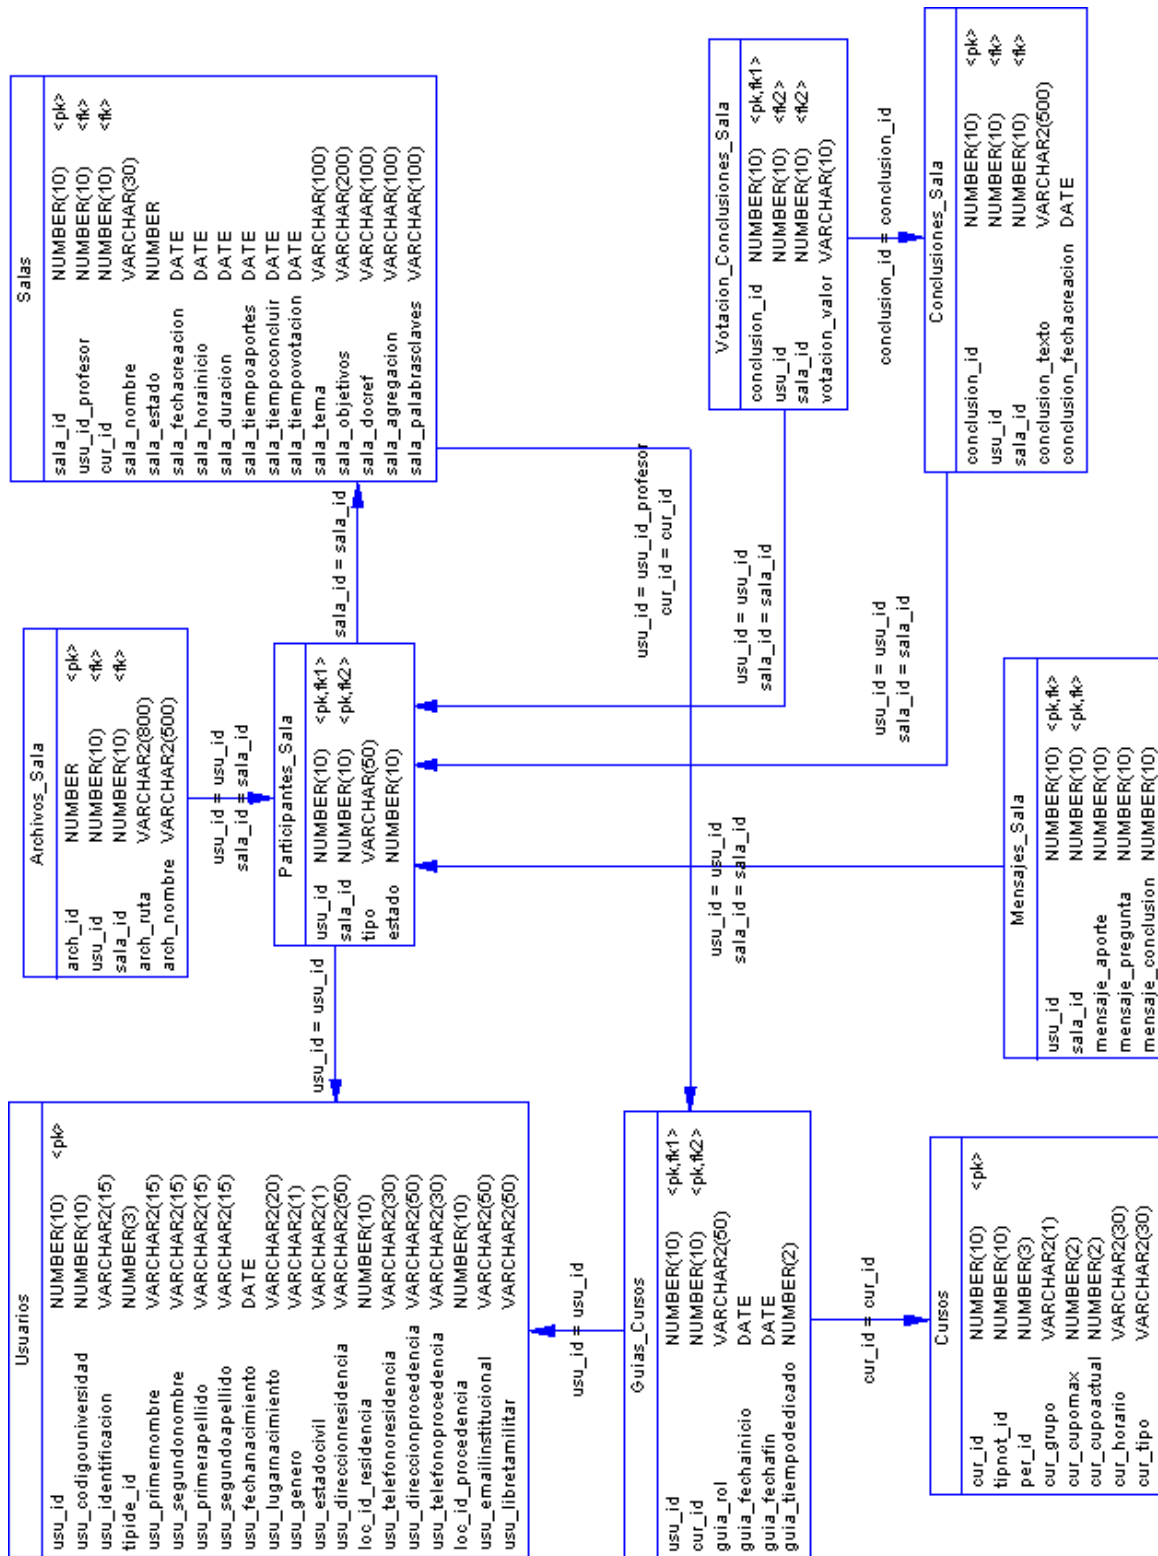 Usuarios
usu_id NUMBER(10) <pk>
usu_codigouniversidad NUMBER(10)
usu_identificacion VARCHAR2(15)
tipide_id NUMBER(3)
usu_primernombre VARCHAR2(15)
usu_segundonombre VARCHAR2(15)
usu_primerapellido VARCHAR2(15)
usu_segundoapellido VARCHAR2(15)
usu_fechanacimiento DATE
usu_lugarnacimiento VARCHAR2(20)
usu_genero VARCHAR2(1)
usu_estadocivil VARCHAR2(1)
usu_direccionresidencia VARCHAR2(50)
loc_id_residencia NUMBER(10)
usu_telefonoresidencia VARCHAR2(30)
usu_direccionprocedencia VARCHAR2(50)
usu_telefonoprocedencia VARCHAR2(30)
loc_id_procedencia NUMBER(10)
usu_emailinstitucional VARCHAR2(50)
usu_libretamilitar VARCHAR2(50)
Archivos_Sala
arch_id NUMBER <pk>
usu_id NUMBER(10) <fk>
sala_id NUMBER(10) <fk>
arch_ruta VARCHAR2(800)
arch_nombre VARCHAR2(500)
usu_id = usu_id
sala_id = sala_id
Salas
sala_id NUMBER(10) <pk>
usu_id_profesor NUMBER(10) <fk>
cur_id NUMBER(10) <fk>
sala_nombre VARCHAR(30)
sala_estado NUMBER
sala_fechacreacion DATE
sala_horainicio DATE
sala_duracion DATE
sala_tiempoaportes DATE
sala_tiempoconcluir DATE
sala_tiempovotacion DATE
sala_tema VARCHAR(100)
sala_objetivos VARCHAR(200)
sala_docref VARCHAR(100)
sala_agregacion VARCHAR(100)
sala_palabrasclaves VARCHAR(100)
Participantes_Sala
usu_id NUMBER(10) <pk,fk1>
sala_id NUMBER(10) <pk,fk2>
tipo VARCHAR(50)
estado NUMBER(10)
usu_id = usu_id
sala_id = sala_id
usu_id = usu_id
Guias_Cursos
usu_id NUMBER(10) <pk,fk1>
cur_id NUMBER(10) <pk,fk2>
guia_rol VARCHAR2(50)
guia_fechainicio DATE
guia_fechafin DATE
guia_tiempodedicado NUMBER(2)
usu_id = usu_id_profesor
cur_id = cur_id
usu_id = usu_id
sala_id = sala_id
usu_id = usu_id
sala_id = sala_id
Votacion_Conclusiones_Sala
conclusion_id NUMBER(10) <pk,fk1>
usu_id NUMBER(10) <fk2>
sala_id NUMBER(10) <fk2>
votacion_valor VARCHAR(10)
cur_id = cur_id
usu_id = usu_id
sala_id = sala_id
conclusion_id = conclusion_id
Cursos
cur_id NUMBER(10) <pk>
tipnot_id NUMBER(10)
per_id NUMBER(3)
cur_grupo VARCHAR2(1)
cur_cupomax NUMBER(2)
cur_cupoactual NUMBER(2)
cur_horario VARCHAR2(30)
cur_tipo VARCHAR2(30)
Mensajes_Sala
usu_id NUMBER(10) <pk,fk>
sala_id NUMBER(10) <pk,fk>
mensaje_aporte NUMBER(10)
mensaje_pregunta NUMBER(10)
mensaje_conclusion NUMBER(10)
Conclusiones_Sala
conclusion_id NUMBER(10) <pk>
usu_id NUMBER(10) <fk>
sala_id NUMBER(10) <fk>
conclusion_texto VARCHAR2(500)
conclusion_fechacreacion DATE